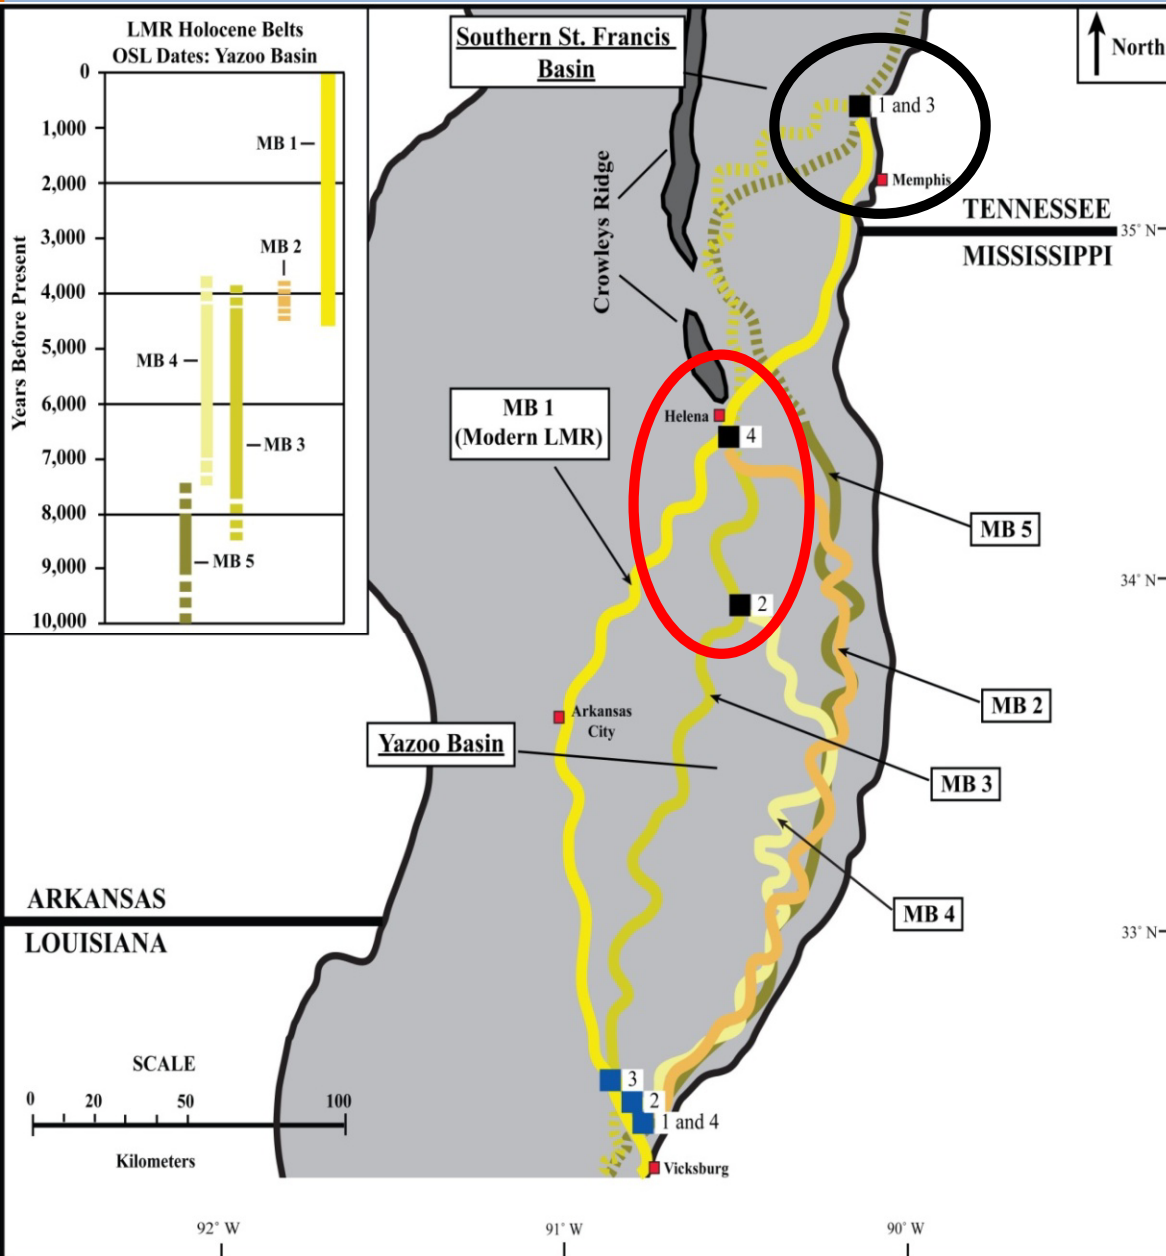 LMR Holocene Belts
OSL Dates: Yazoo Basin
0
1,000
2,000
3,000
4,000
5,000
6,000
7,000
8,000
9,000
10,000
Years Before Present
MB 1
MB 2
MB 4
MB 3
MB 5
Southern St. Francis
Basin
North
1 and 3
Memphis
Crowleys Ridge
TENNESSEE
MISSISSIPPI
35° N
MB 1
(Modern LMR)
Helena
4
MB 5
34° N
2
MB 2
Arkansas
City
Yazoo Basin
MB 3
MB 4
ARKANSAS
LOUISIANA
33° N
SCALE
0
20
50
100
Kilometers
3
2
1 and 4
Vicksburg
92° W
91° W
90° W